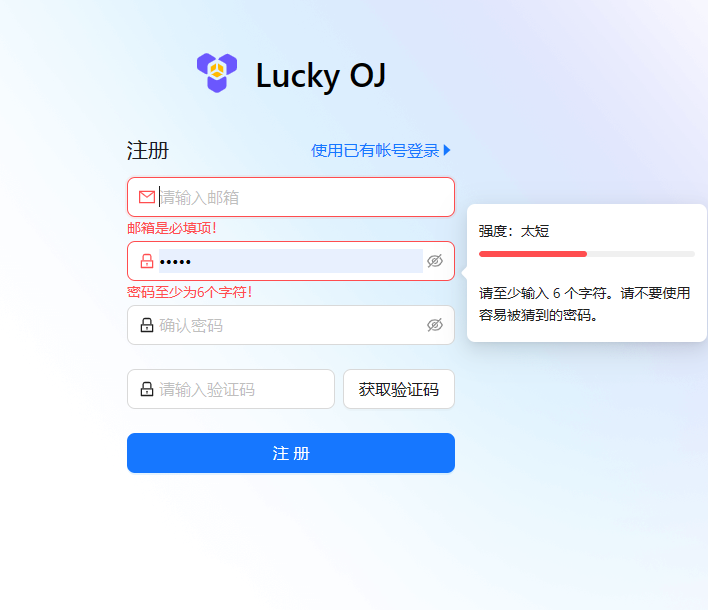 Lucky OJ
注册 使用已有帐号登录
请输入邮箱
邮箱是必填项！
•••••
密码至少为6个字符！
确认密码
请输入验证码 获取验证码
注 册
强度：太短
请至少输入 6 个字符。请不要使用
容易被猜到的密码。